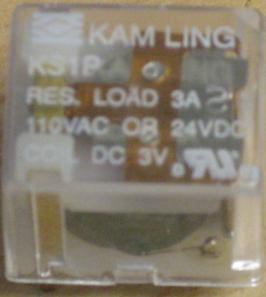 KAM LING
KS1P
RES. LOAD 3A
110VAC OR 24VDC
COIL DC 3V